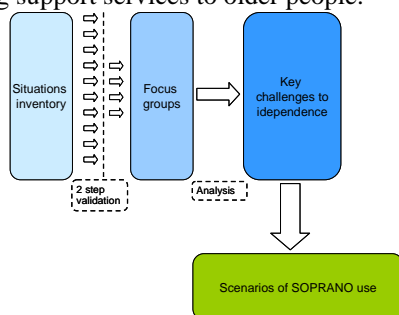 g support services to older people.
Situations
inventory
Focus
groups
Key
challenges to
idependence
2 step
validation
Analysis
Scenarios of SOPRANO use